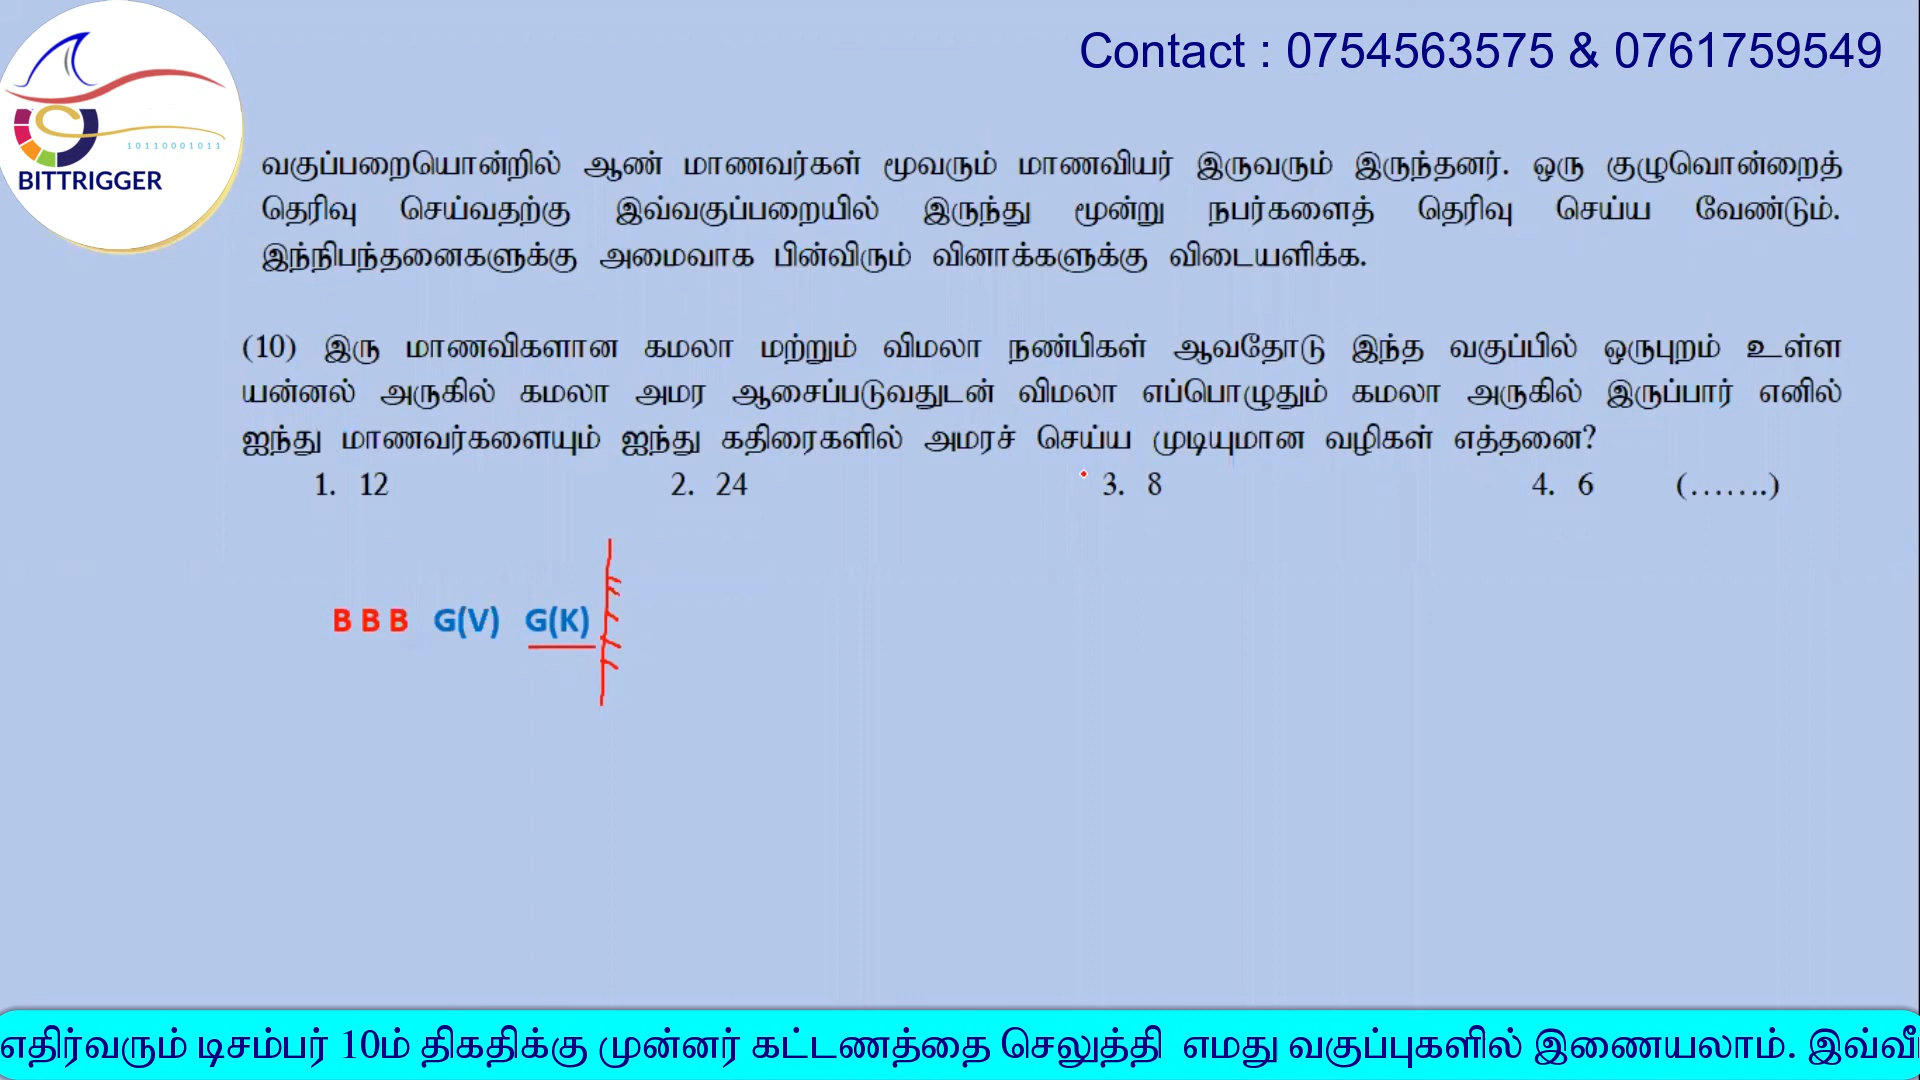 Contact : 0754563575 & 0761759549
10110001011
BITTRIGGER
வகுப்பறையொன்றில் ஆண் மாணவர்கள் மூவரும் மாணவியர் இருவரும் இருந்தனர். ஒரு குழுவொன்றைத்
தெரிவு செய்வதற்கு இவ்வகுப்பறையில் இருந்து மூன்று நபர்களைத் தெரிவு செய்ய வேண்டும்.
இந்நிபந்தனைகளுக்கு அமைவாக பின்விரும் வினாக்களுக்கு விடையளிக்க.
(10) இரு மாணவிகளான கமலா மற்றும் விமலா நண்பிகள் ஆவதோடு இந்த வகுப்பில் ஒருபுறம் உள்ள
யன்னல் அருகில் கமலா அமர ஆசைப்படுவதுடன் விமலா எப்பொழுதும் கமலா அருகில் இருப்பார் எனில்
ஐந்து மாணவர்களையும் ஐந்து கதிரைகளில் அமரச் செய்ய முடியுமான வழிகள் எத்தனை?
1. 12 2. 24 3. 8 4. 6 (.......)
B B B G(V) G(K)
எதிர்வரும் டிசம்பர் 10ம் திகதிக்கு முன்னர் கட்டணத்தை செலுத்தி எமது வகுப்புகளில் இணையலாம். இவ்வீ